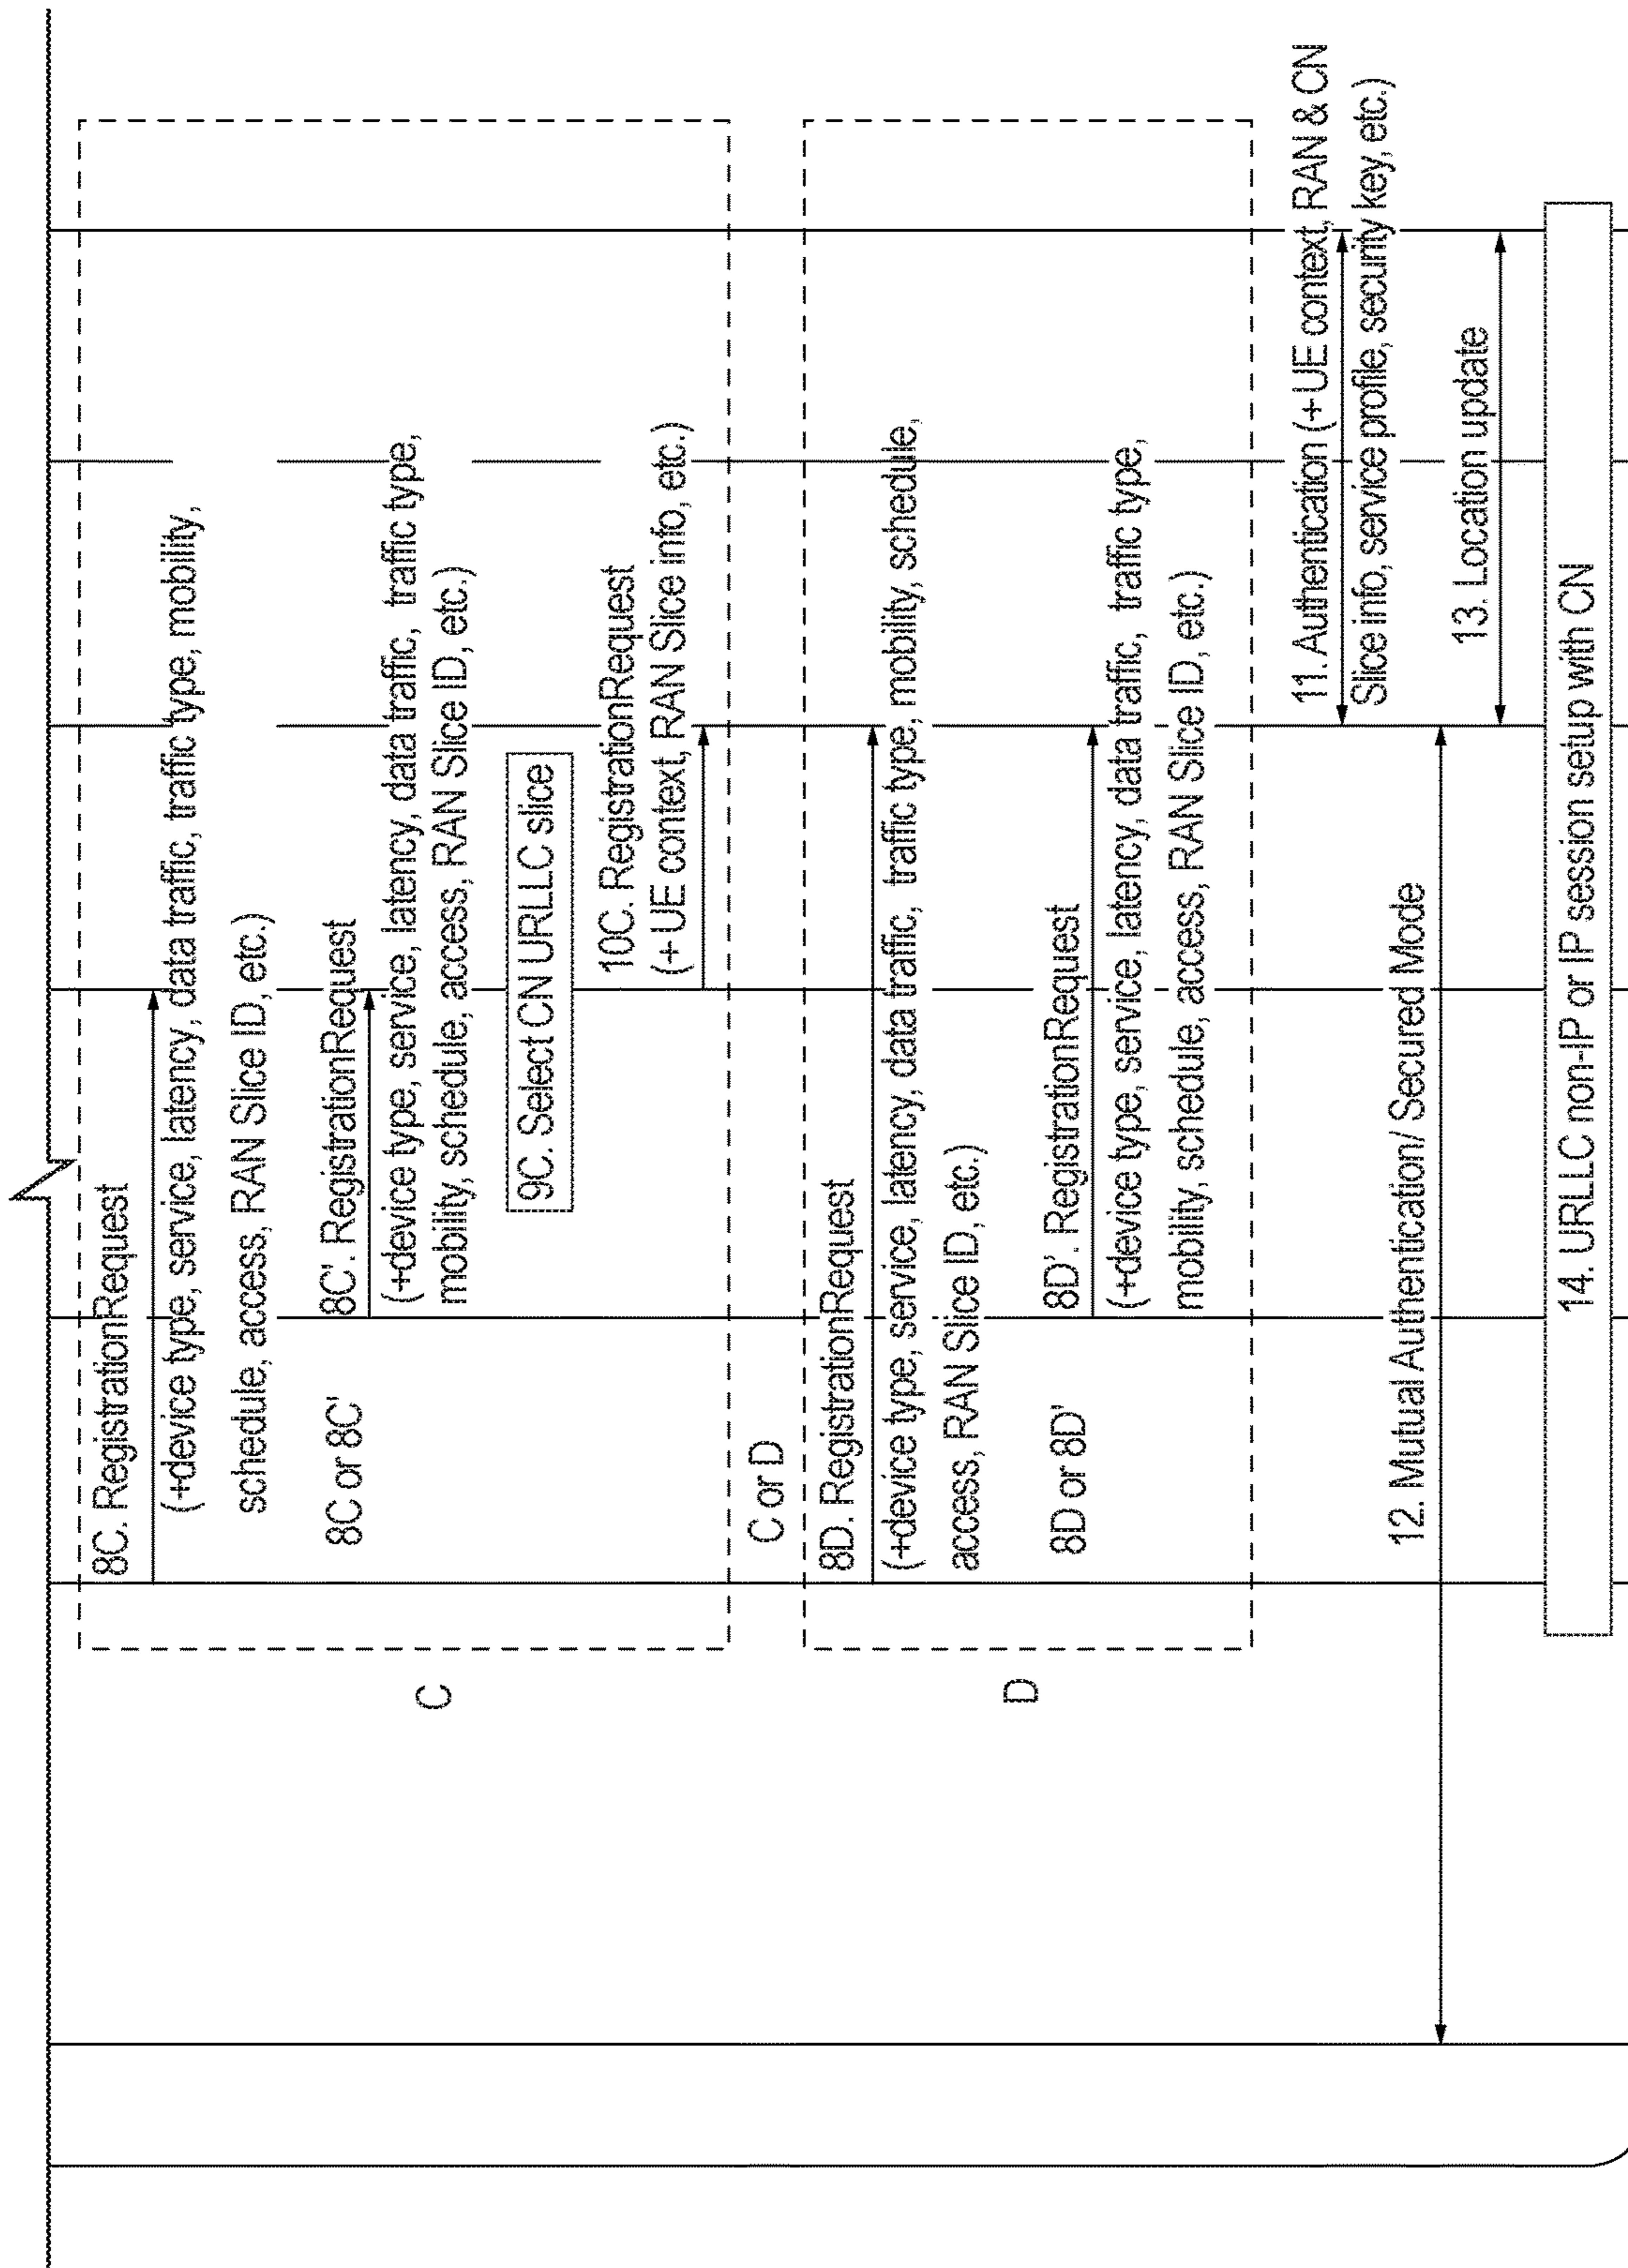 8C. RegistrationRequest
(+device type, service, latency, data traffic, traffic type, mobility,
schedule, access, RAN Slice ID, etc.)
8C or 8C'
8C'. RegistrationRequest
(+device type, service, latency, data traffic, traffic type,
mobility, schedule, access, RAN Slice ID, etc.)
C
9C. Select CN URLLC slice
10C. RegistrationRequest
(+ UE context, RAN Slice info, etc.)
C or D
8D. RegistrationRequest
(+device type, service, latency, data traffic, traffic type, mobility, schedule,
access, RAN Slice ID, etc.)
D
8D or 8D'
8D'. RegistrationRequest
(+device type, service, latency, data traffic, traffic type,
mobility, schedule, access, RAN Slice ID, etc.)
11. Authentication (+ UE context, RAN & CN
Slice info, service profile, security key, etc.)
12. Mutual Authentication/ Secured Mode
13. Location update
14. URLLC non-IP or IP session setup with CN